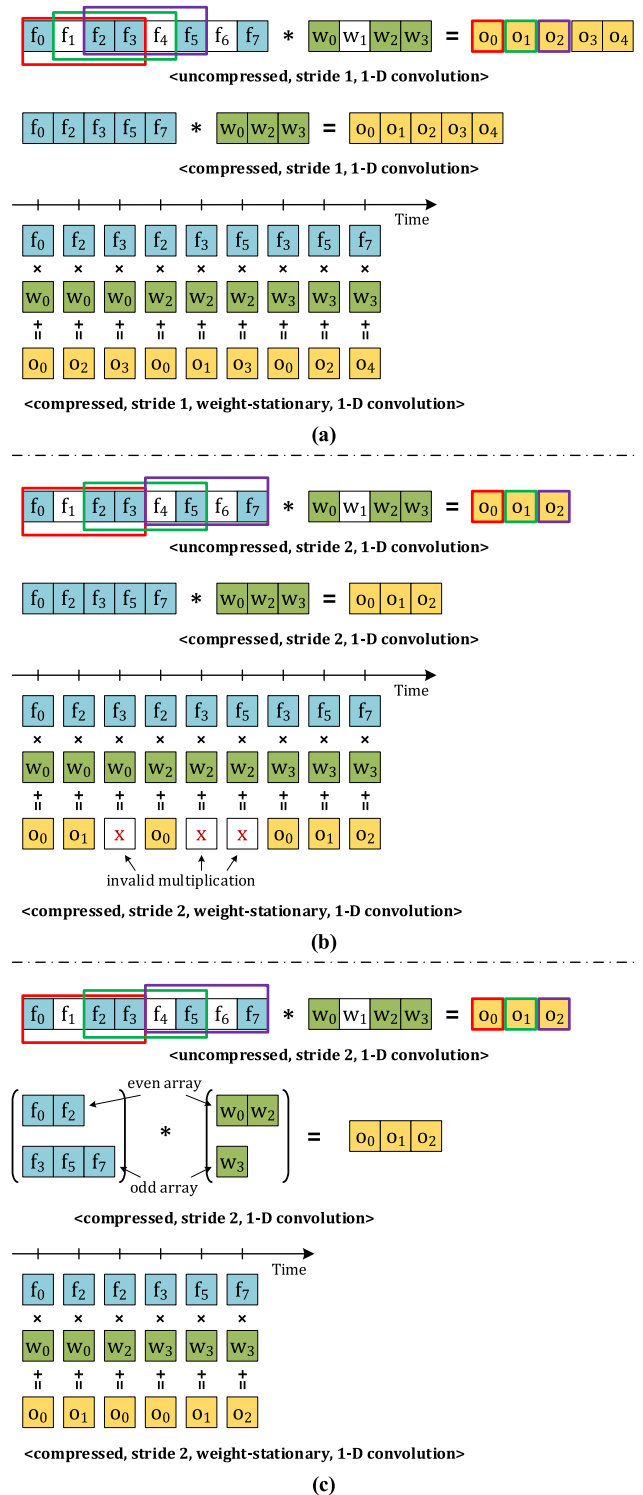 f0 f1 f2 f3 f4 f5 f6 f7 * w0 w1 w2 w3 = o0 o1 o2 o3 o4
<uncompressed, stride 1, 1-D convolution>
f0 f2 f3 f5 f7 * w0 w2 w3 = o0 o1 o2 o3 o4
<compressed, stride 1, 1-D convolution>
Time
f0 f2 f3 f2 f3 f5 f3 f5 f7
× × × × × × × × ×
w0 w0 w0 w2 w2 w2 w3 w3 w3
+= += += += += += += += +=
o0 o2 o3 o0 o1 o3 o0 o2 o4
<compressed, stride 1, weight-stationary, 1-D convolution>
(a)
f0 f1 f2 f3 f4 f5 f6 f7 * w0 w1 w2 w3 = o0 o1 o2
<uncompressed, stride 2, 1-D convolution>
f0 f2 f3 f5 f7 * w0 w2 w3 = o0 o1 o2
<compressed, stride 2, 1-D convolution>
Time
f0 f2 f3 f2 f3 f5 f3 f5 f7
× × × × × × × × ×
w0 w0 w0 w2 w2 w2 w3 w3 w3
+= += += += += += += += +=
o0 o1 x o0 x x o0 o1 o2
invalid multiplication
<compressed, stride 2, weight-stationary, 1-D convolution>
(b)
f0 f1 f2 f3 f4 f5 f6 f7 * w0 w1 w2 w3 = o0 o1 o2
<uncompressed, stride 2, 1-D convolution>
even array
f0 f2 w0 w2
* = o0 o1 o2
f3 f5 f7 w3
odd array
<compressed, stride 2, 1-D convolution>
Time
f0 f2 f2 f3 f5 f7
× × × × × ×
w0 w0 w2 w3 w3 w3
+= += += += += +=
o0 o1 o0 o0 o1 o2
<compressed, stride 2, weight-stationary, 1-D convolution>
(c)